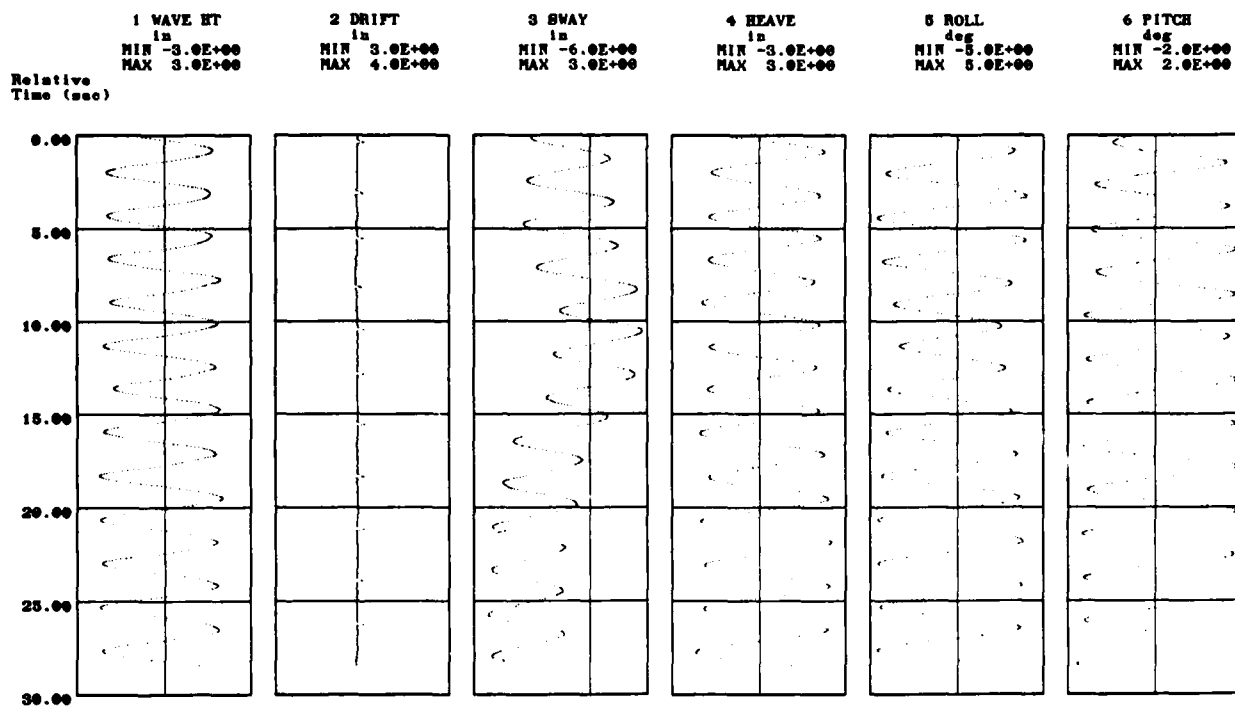 1 WAVE HT 2 DRIFT 3 SWAY 4 HEAVE 5 ROLL 6 PITCH
in in in in deg deg
MIN -3.0E+00 MIN 3.0E+00 MIN -6.0E+00 MIN -3.0E+00 MIN -5.0E+00 MIN -2.0E+00
MAX 3.0E+00 MAX 4.0E+00 MAX 3.0E+00 MAX 3.0E+00 MAX 5.0E+00 MAX 2.0E+00
Relative
Time (sec)
0.00
5.00
10.00
15.00
20.00
25.00
30.00